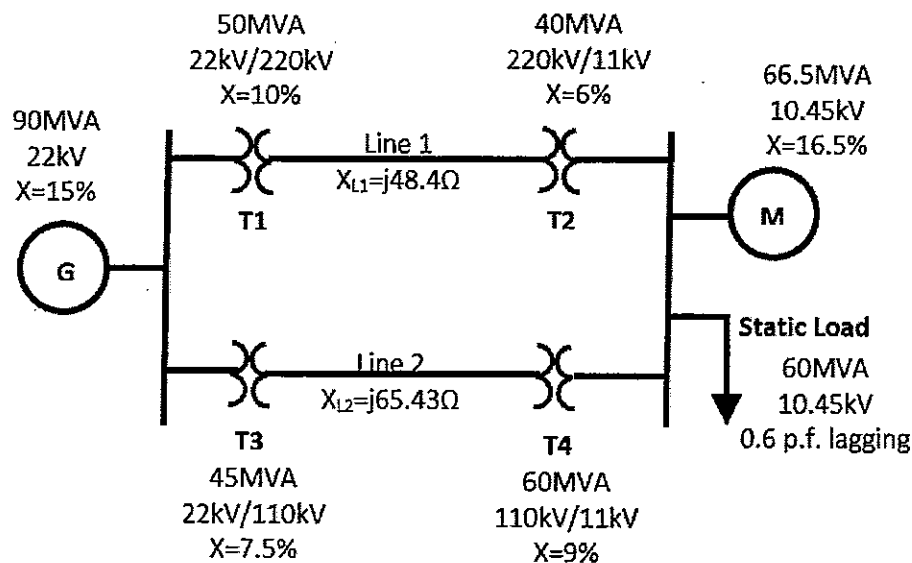 50MVA
22kV/220kV
X=10%
40MVA
220kV/11kV
X=6%
66.5MVA
10.45kV
X=16.5%
90MVA
22kV
X=15%
Line 1
X_L1=j48.4Ω
T1
T2
G
M
Line 2
X_L2=j65.43Ω
T3
T4
Static Load
60MVA
10.45kV
0.6 p.f. lagging
45MVA
22kV/110kV
X=7.5%
60MVA
110kV/11kV
X=9%